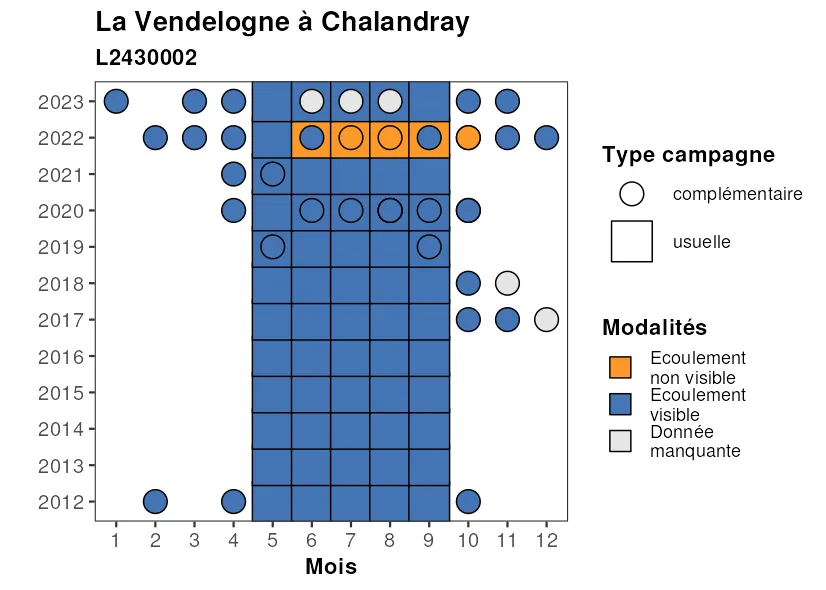 La Vendelogne à Chalandray
L2430002
2023
2022
2021
2020
2019
2018
2017
2016
2015
2014
2013
2012
1 2 3 4 5 6 7 8 9 10 11 12
Mois
Type campagne
complémentaire
usuelle
Modalités
Ecoulement
non visible
Ecoulement
visible
Donnée
manquante